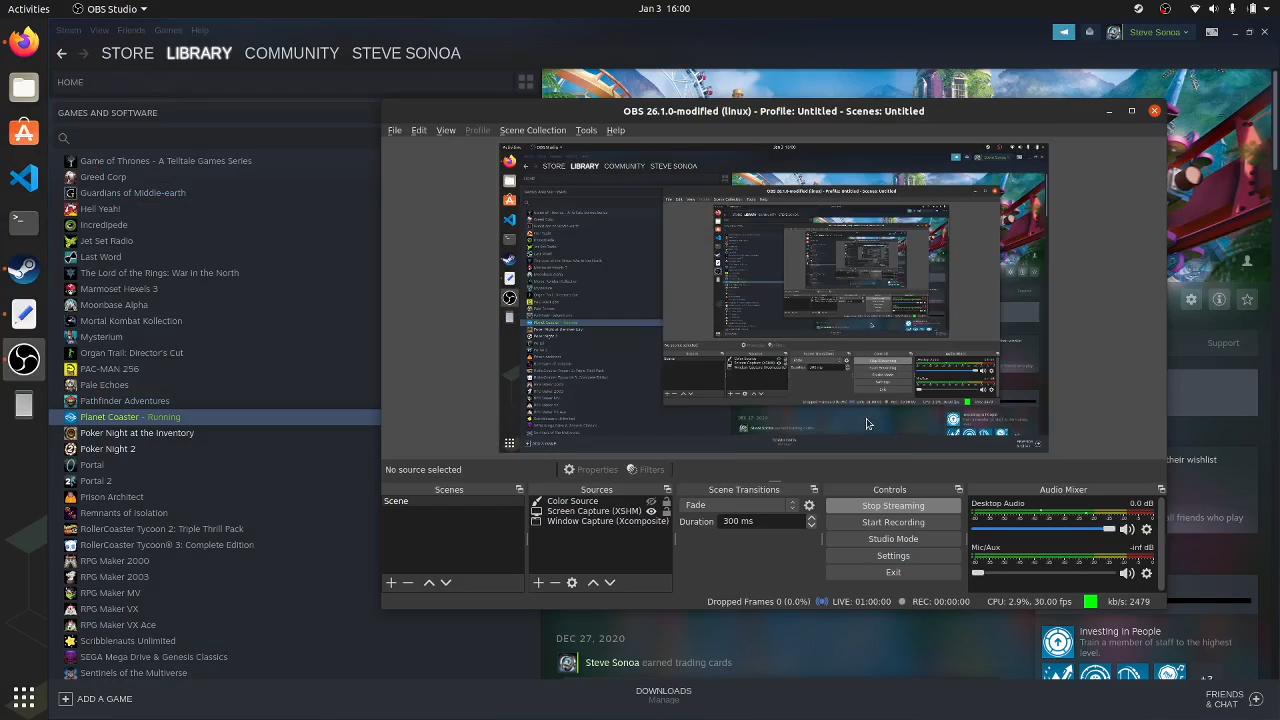 Activities
OBS Studio
Jan 3 16:00
Steam View Friends Games Help
Steve Sonoa
STORE LIBRARY COMMUNITY STEVE SONOA
HOME
GAMES AND SOFTWARE
Game of Thrones - A Telltale Games Series
Greed Corp
Guardians of Middle-earth
Hell Yeah!
Incredipede
Jet Set Radio
Last Word
The Lord of the Rings: War in the North
Marmoset Hexels 3
Moonbase Alpha
Mortal Kombat Kollection
Mysterium
Organ Trail: Director's Cut
PAC-MAN 256
Pale Echoes
Pathfinder Adventures
Planet Coaster - Running
Poker Night at the Inventory
Poker Night 2
Portal
Portal 2
Prison Architect
Remnants of Isolation
RollerCoaster Tycoon 2: Triple Thrill Pack
RollerCoaster Tycoon® 3: Complete Edition
RPG Maker 2000
RPG Maker 2003
RPG Maker MV
RPG Maker VX
RPG Maker VX Ace
Scribblenauts Unlimited
SEGA Mega Drive & Genesis Classics
Sentinels of the Multiverse
ADD A GAME
OBS 26.1.0-modified (linux) - Profile: Untitled - Scenes: Untitled
File Edit View Profile Scene Collection Tools Help
STORE LIBRARY COMMUNITY STEVE SONOA
No source selected
Properties
Filters
Scenes
Scene
Sources
Color Source
Screen Capture (XSHM)
Window Capture (Xcomposite)
Scene Transitions
Fade
Duration 300 ms
Controls
Stop Streaming
Start Recording
Studio Mode
Settings
Exit
Audio Mixer
Desktop Audio 0.0 dB
Mic/Aux -inf dB
Dropped Frames 0 (0.0%)
LIVE: 01:00:00
REC: 00:00:00
CPU: 2.9%, 30.00 fps
kb/s: 2479
Support
their wishlist
ll friends who play
Investing in People
Train a member of staff to the highest
level.
DEC 27, 2020
Steve Sonoa earned trading cards
DOWNLOADS
Manage
FRIENDS
& CHAT